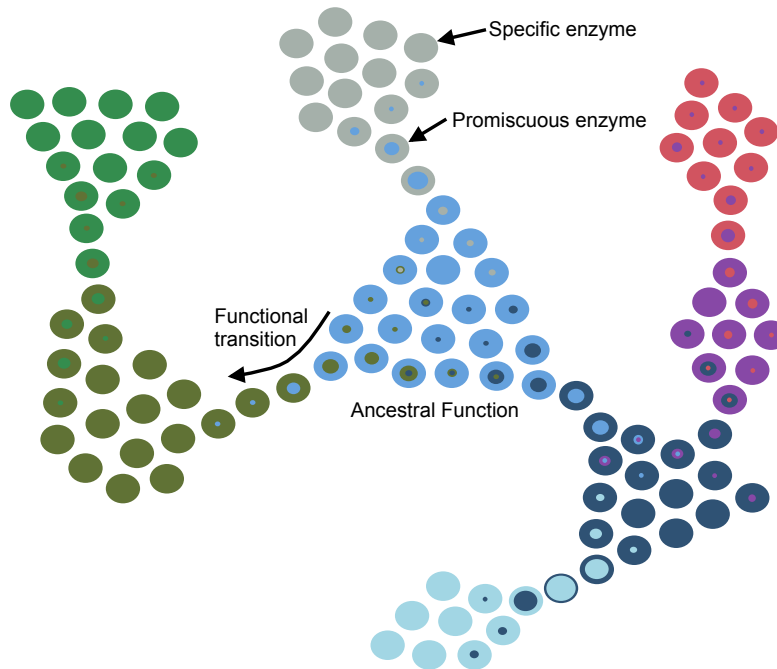 Specific enzyme
Promiscuous enzyme
Functional
transition
Ancestral Function